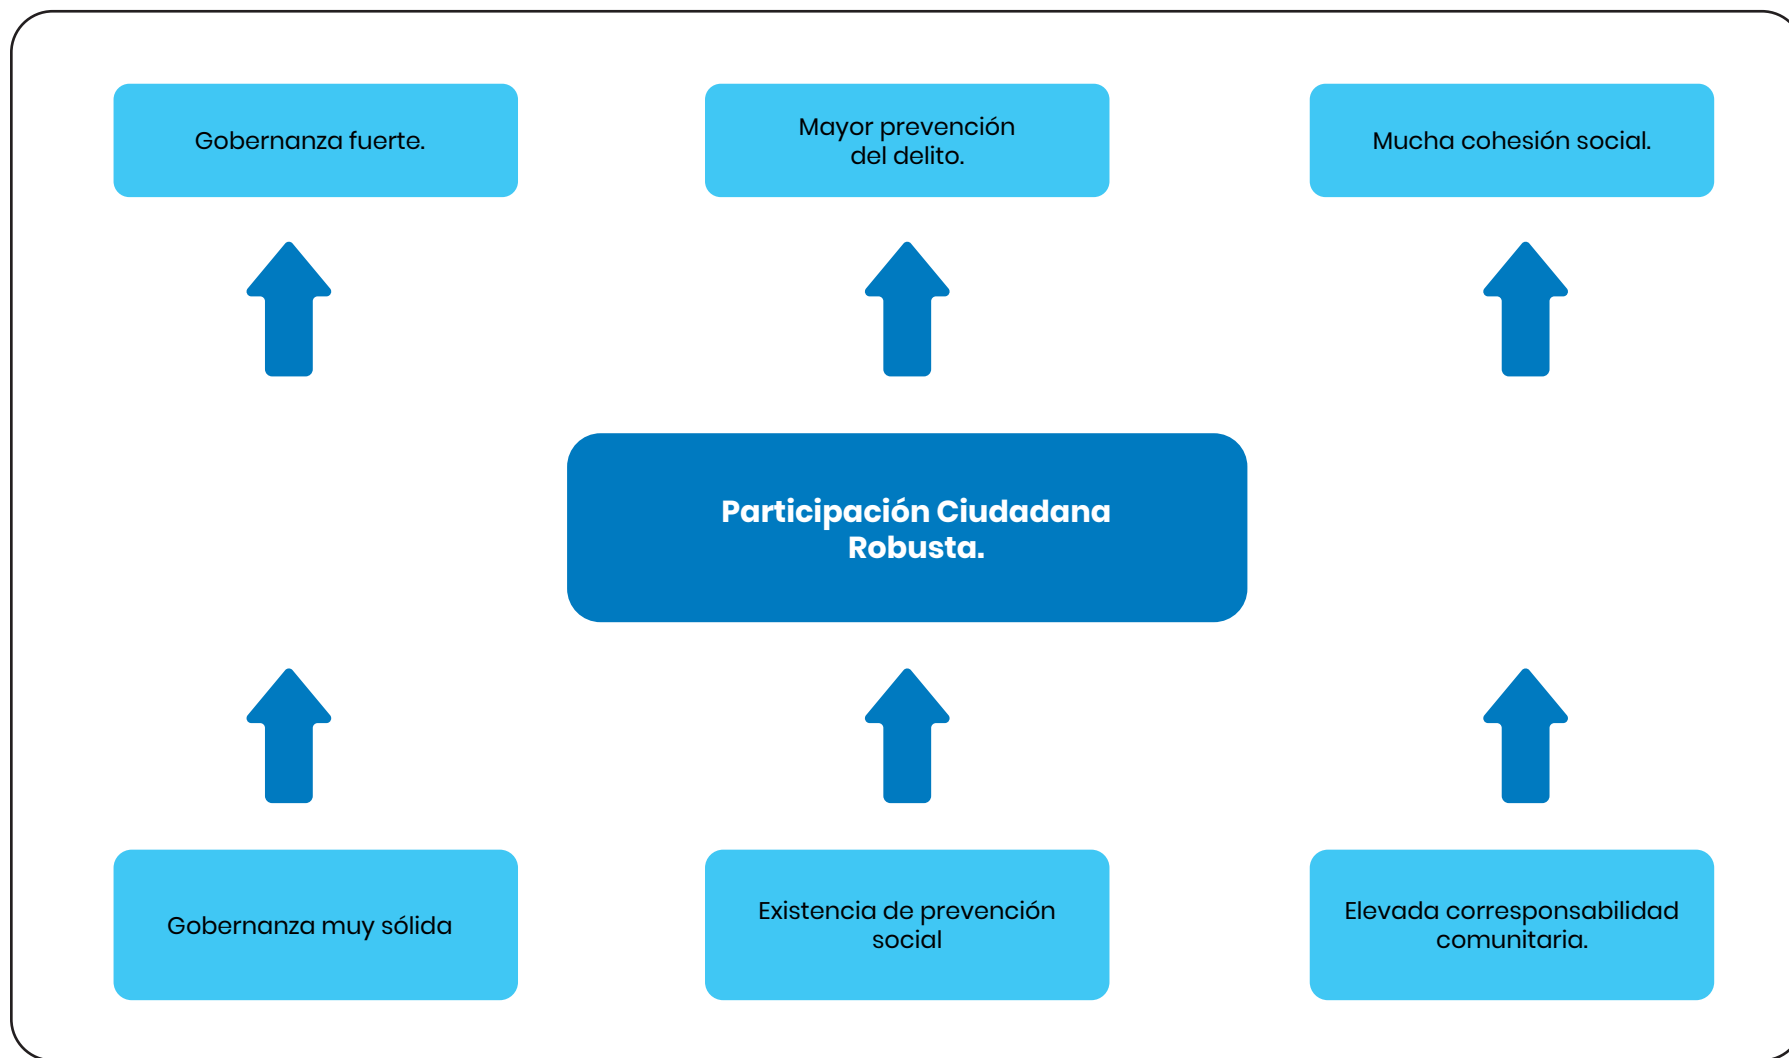 Gobernanza fuerte.
Mayor prevención
del delito.
Mucha cohesión social.
Participación Ciudadana
Robusta.
Gobernanza muy sólida
Existencia de prevención
social
Elevada corresponsabilidad
comunitaria.